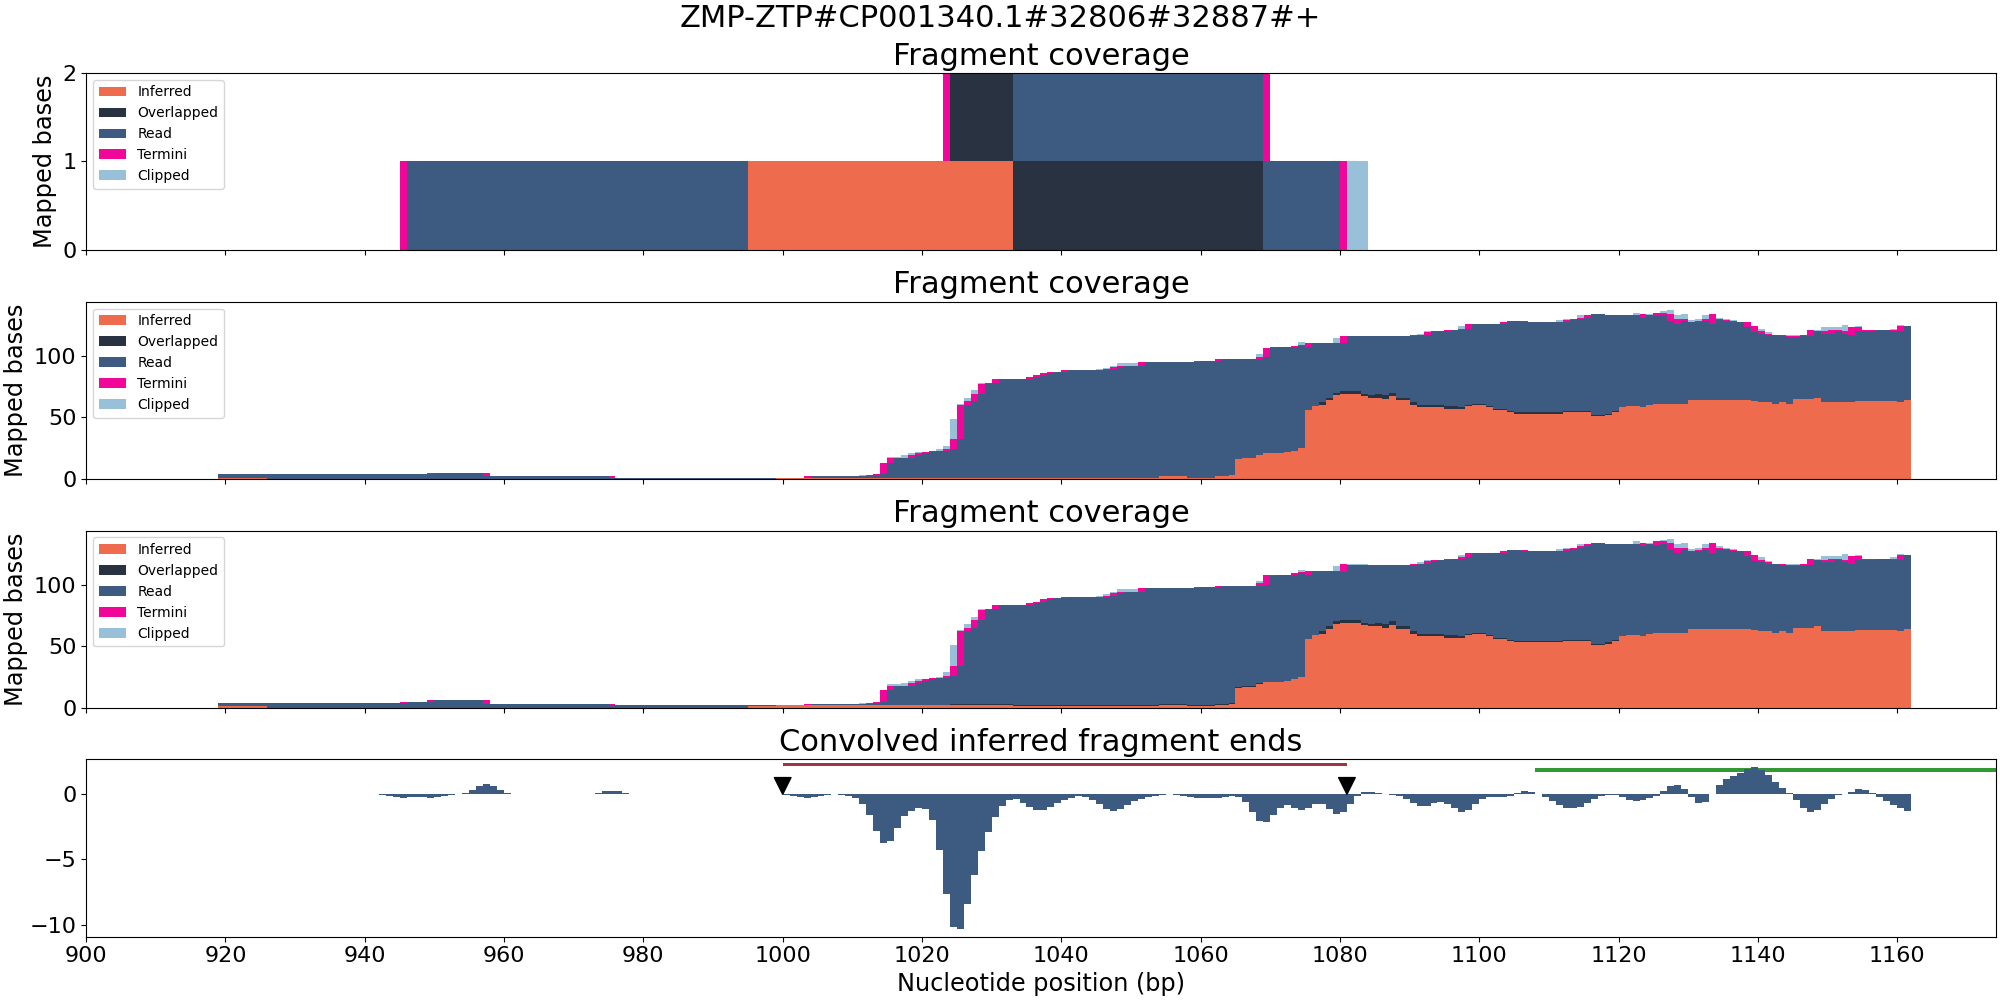 ZMP-ZTP#CP001340.1#32806#32887#+
Fragment coverage
Mapped bases
2
1
0
Inferred
Overlapped
Read
Termini
Clipped
Fragment coverage
Mapped bases
100
50
0
Inferred
Overlapped
Read
Termini
Clipped
Fragment coverage
Mapped bases
100
50
0
Inferred
Overlapped
Read
Termini
Clipped
Convolved inferred fragment ends
0
−5
−10
900 920 940 960 980 1000 1020 1040 1060 1080 1100 1120 1140 1160
Nucleotide position (bp)